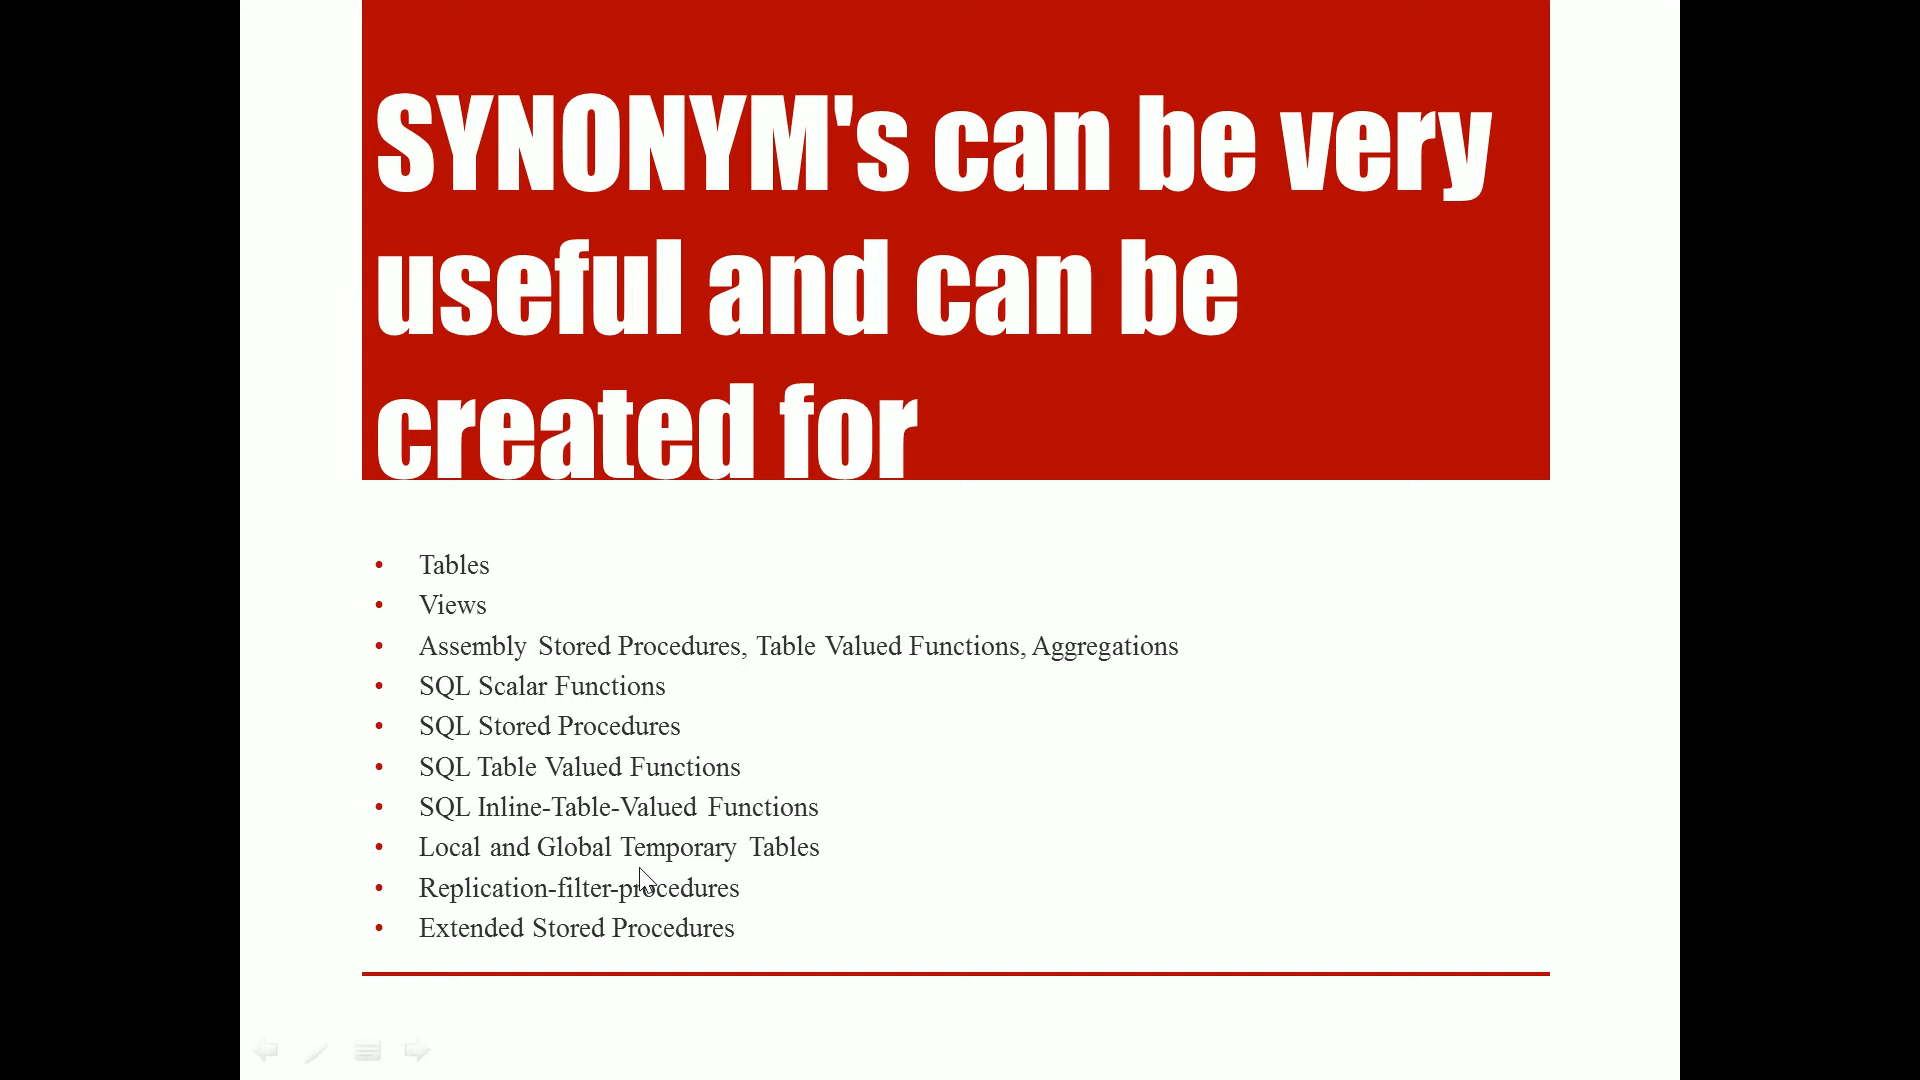 SYNONYM's can be very
useful and can be
created for
• Tables
• Views
• Assembly Stored Procedures, Table Valued Functions, Aggregations
• SQL Scalar Functions
• SQL Stored Procedures
• SQL Table Valued Functions
• SQL Inline-Table-Valued Functions
• Local and Global Temporary Tables
• Replication-filter-procedures
• Extended Stored Procedures